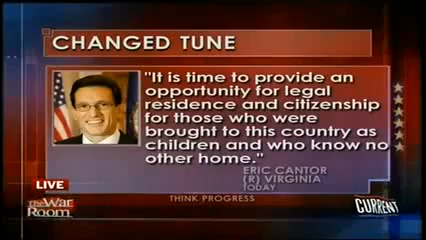 CHANGED TUNE
"It is time to provide an
opportunity for legal
residence and citizenship
for those who were
brought to this country as
children and who know no
other home."
ERIC CANTOR
(R) VIRGINIA
TODAY
THINK PROGRESS
LIVE
The War
Room
CURRENT